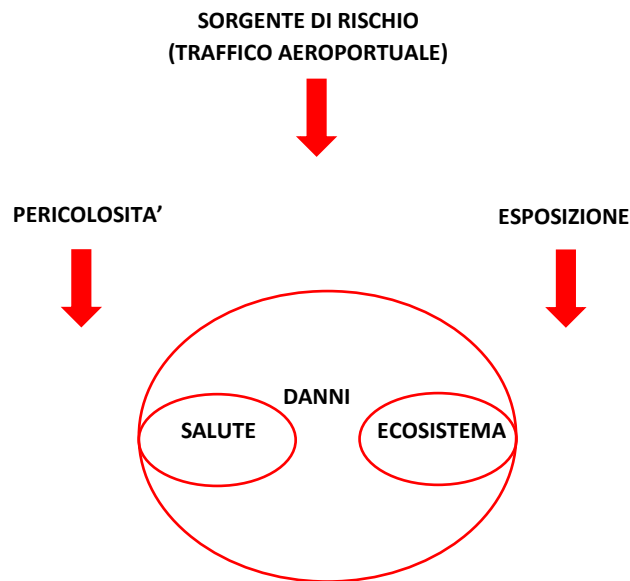 SORGENTE DI RISCHIO
(TRAFFICO AEROPORTUALE)
PERICOLOSITA’
ESPOSIZIONE
DANNI
SALUTE
ECOSISTEMA